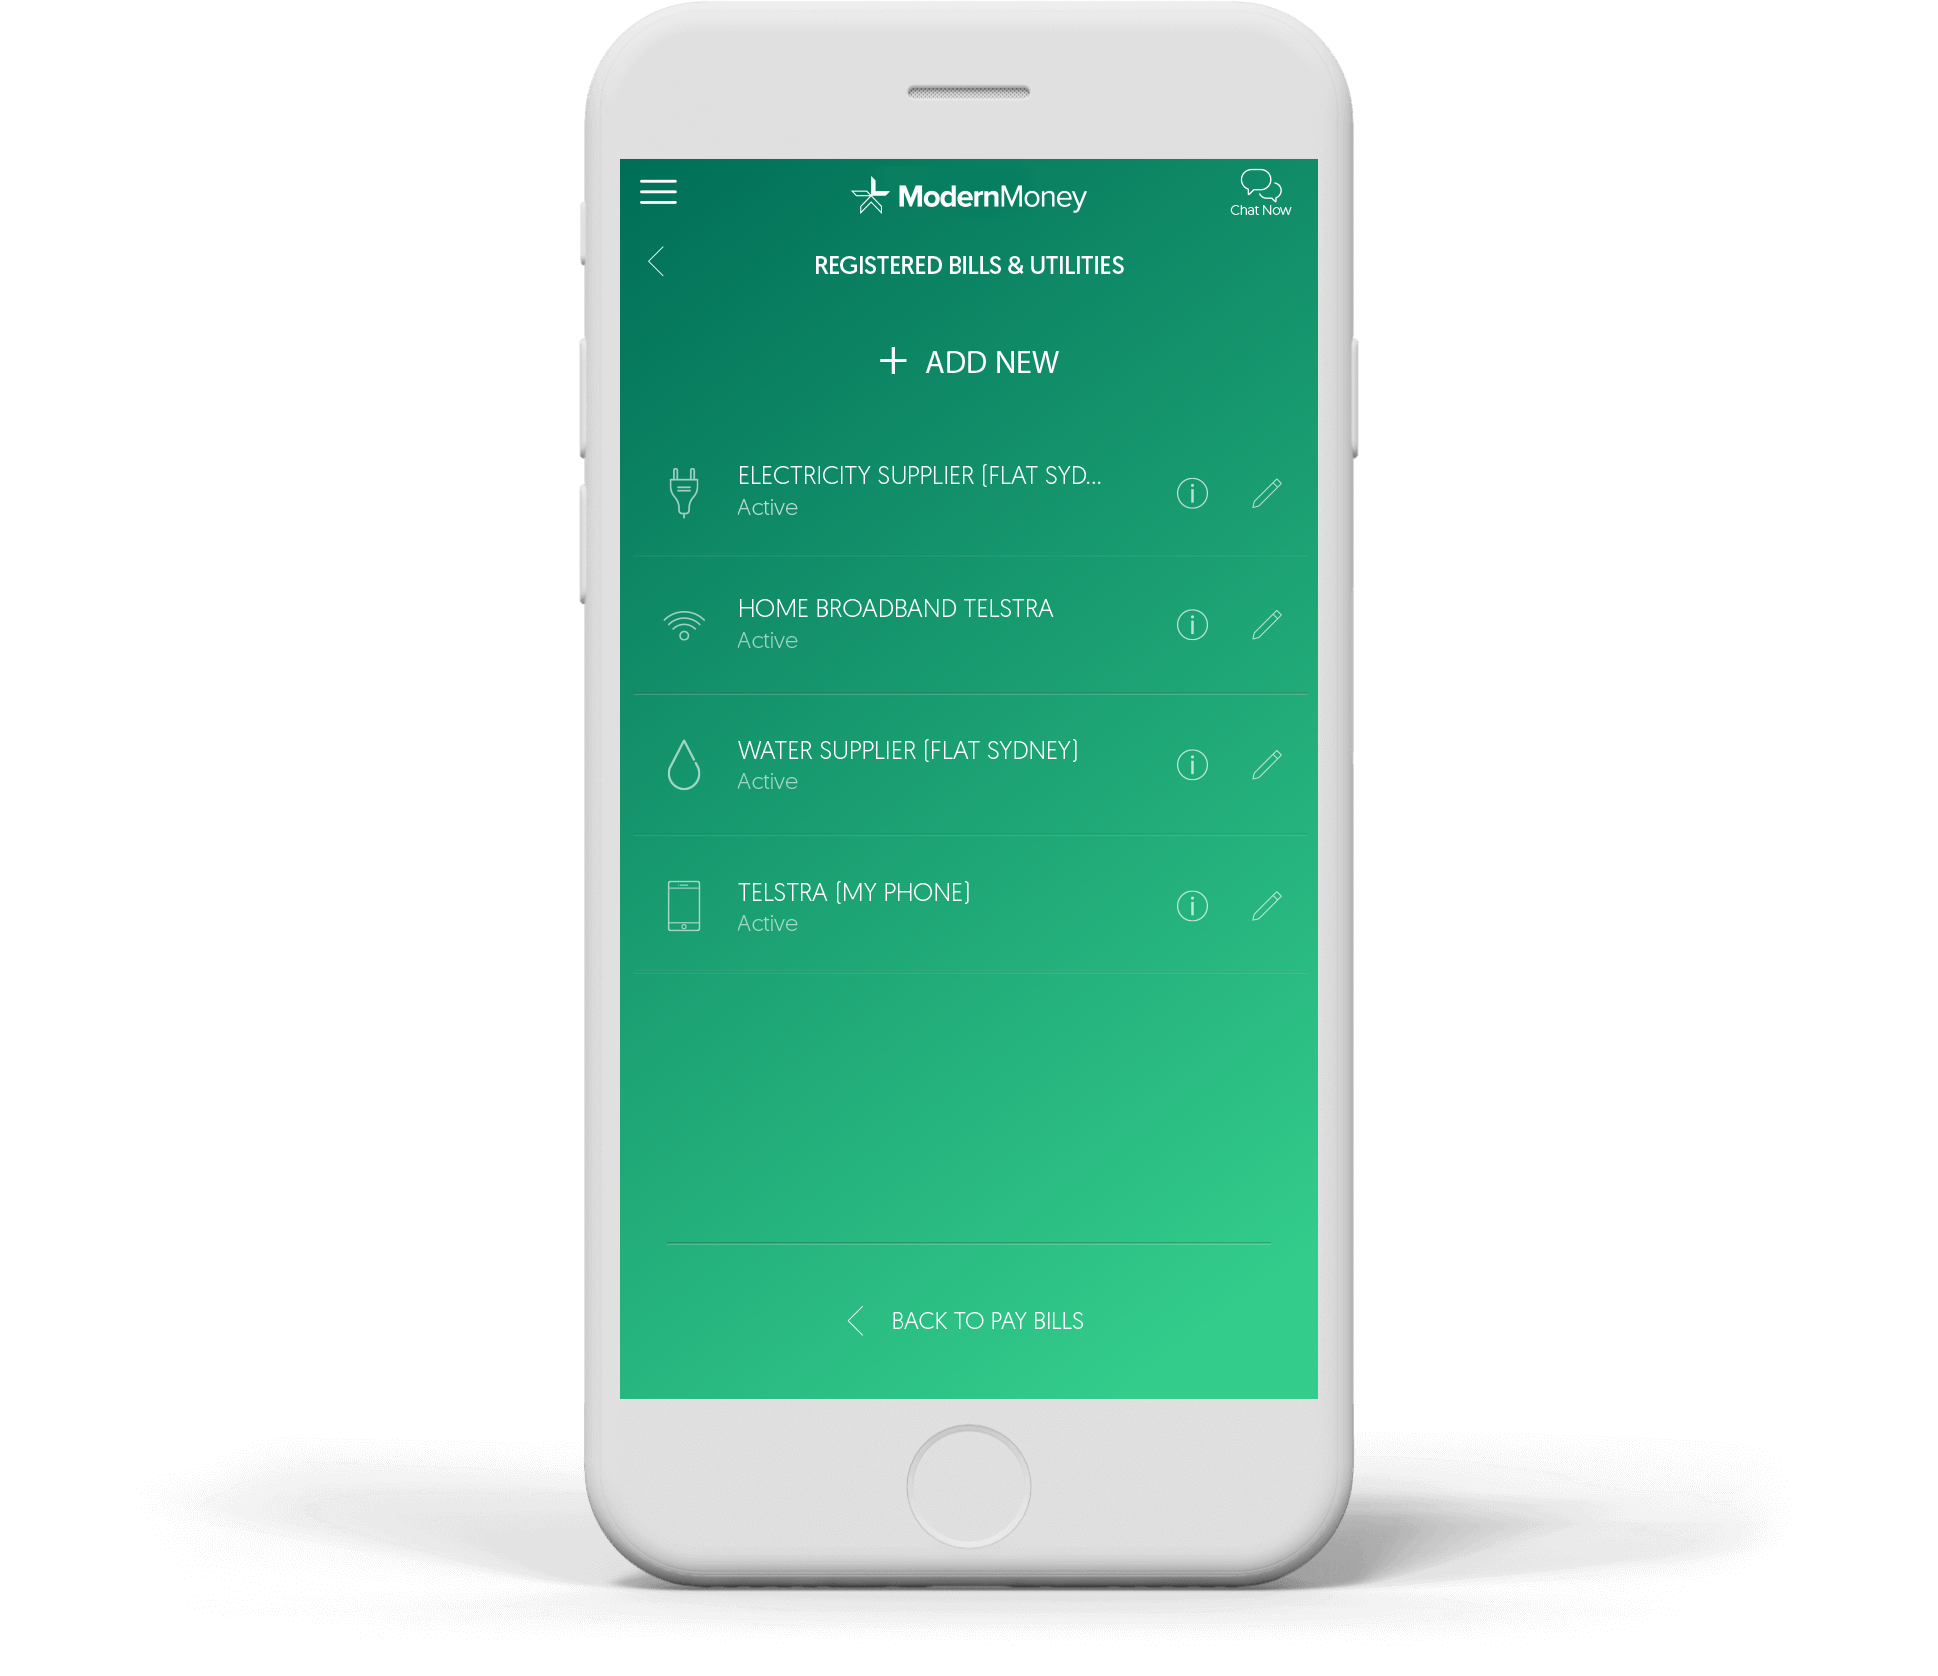 ModernMoney
Chat Now
REGISTERED BILLS & UTILITIES
+ ADD NEW
ELECTRICITY SUPPLIER (FLAT SYD...
Active
HOME BROADBAND TELSTRA
Active
WATER SUPPLIER (FLAT SYDNEY)
Active
TELSTRA (MY PHONE)
Active
BACK TO PAY BILLS